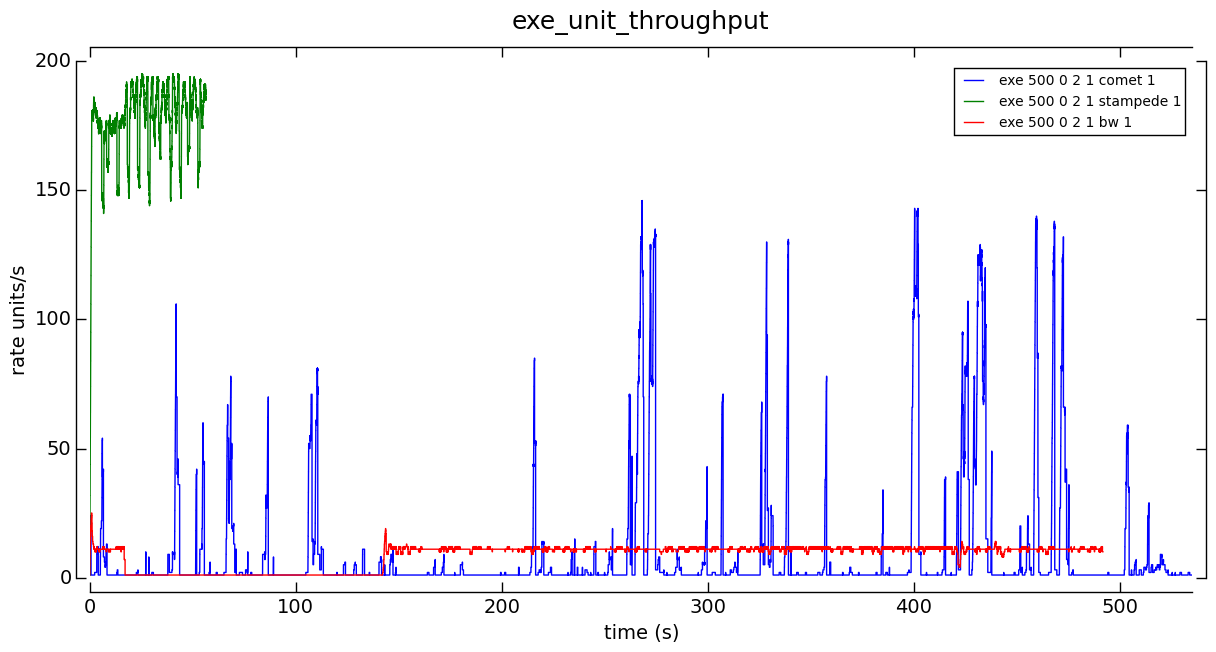 exe_unit_throughput
200
150
100
50
0
rate units/s
exe 500 0 2 1 comet 1
exe 500 0 2 1 stampede 1
exe 500 0 2 1 bw 1
0 100 200 300 400 500
time (s)